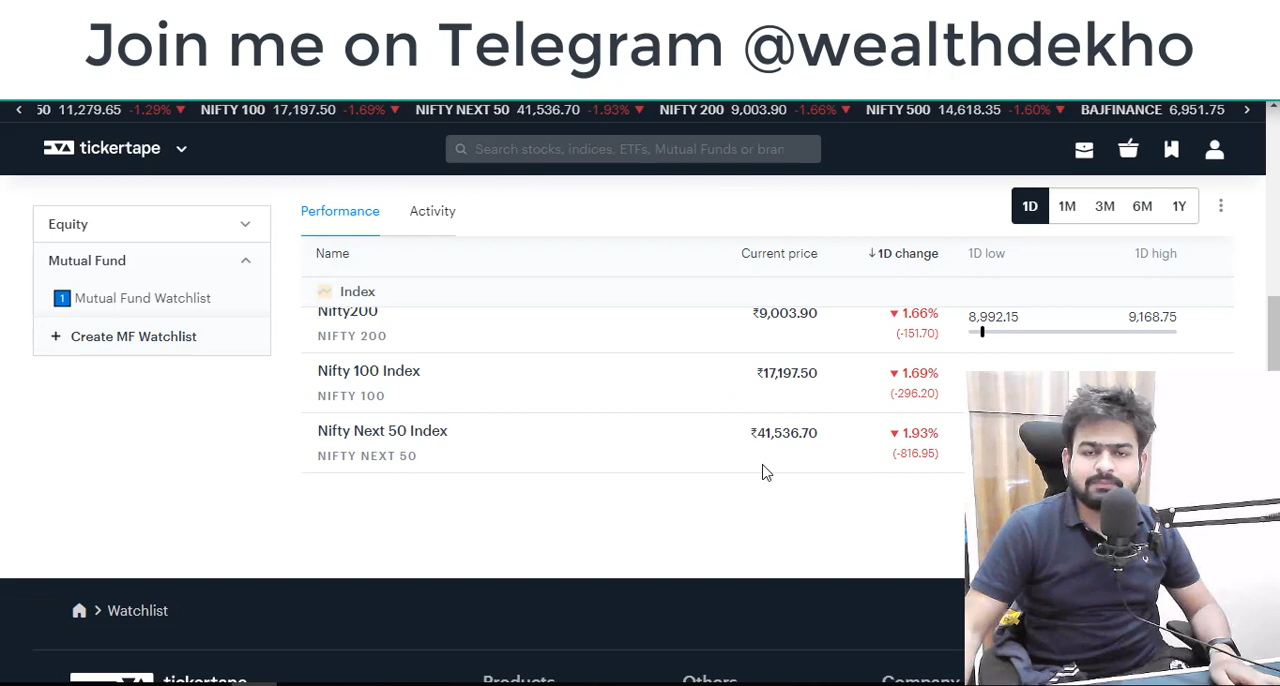 Join me on Telegram @wealthdekho
50 11,279.65 -1.29% ▼ NIFTY 100 17,197.50 -1.69% ▼ NIFTY NEXT 50 41,536.70 -1.93% ▼ NIFTY 200 9,003.90 -1.66% ▼ NIFTY 500 14,618.35 -1.60% ▼ BAJFINANCE 6,951.75
tickertape
Search stocks, indices, ETFs, Mutual Funds or bran
Equity
Mutual Fund
1 Mutual Fund Watchlist
+ Create MF Watchlist
Performance Activity
1D 1M 3M 6M 1Y
Name Current price ↓1D change 1D low 1D high
Index
Nifty200 ₹9,003.90 ▼ 1.66% 8,992.15 9,168.75
NIFTY 200 (-151.70)
Nifty 100 Index ₹17,197.50 ▼ 1.69%
NIFTY 100 (-296.20)
Nifty Next 50 Index ₹41,536.70 ▼ 1.93%
NIFTY NEXT 50 (-816.95)
> Watchlist
tickertape Products Others Company